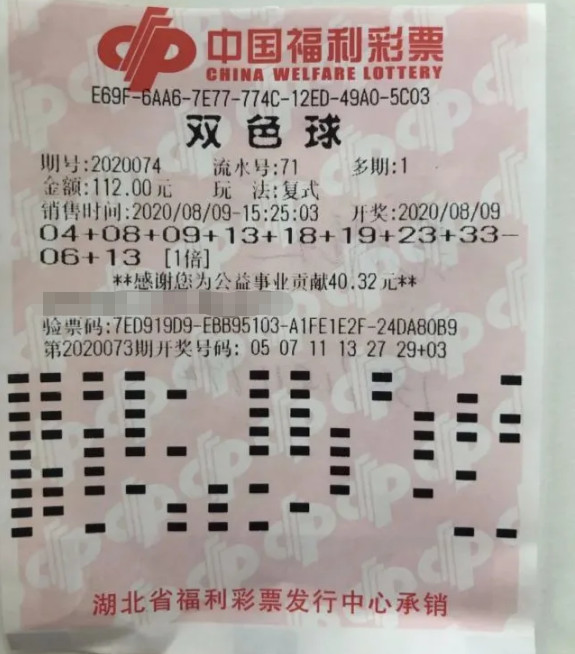 中国福利彩票
CHINA WELFARE LOTTERY
E69F-6AA6-7E77-774C-12ED-49A0-5C03
双色球
期号:2020074 流水号:71 多期:1
金额:112.00元 玩 法:复式
销售时间:2020/08/09-15:25:03 开奖:2020/08/09
04+08+09+13+18+19+23+33-
06+13 [1倍]
**感谢您为公益事业贡献40.32元**
验票码:7ED919D9-EBB95103-A1FE1E2F-24DA80B9
第2020073期开奖号码: 05 07 11 13 27 29+03
湖北省福利彩票发行中心承销